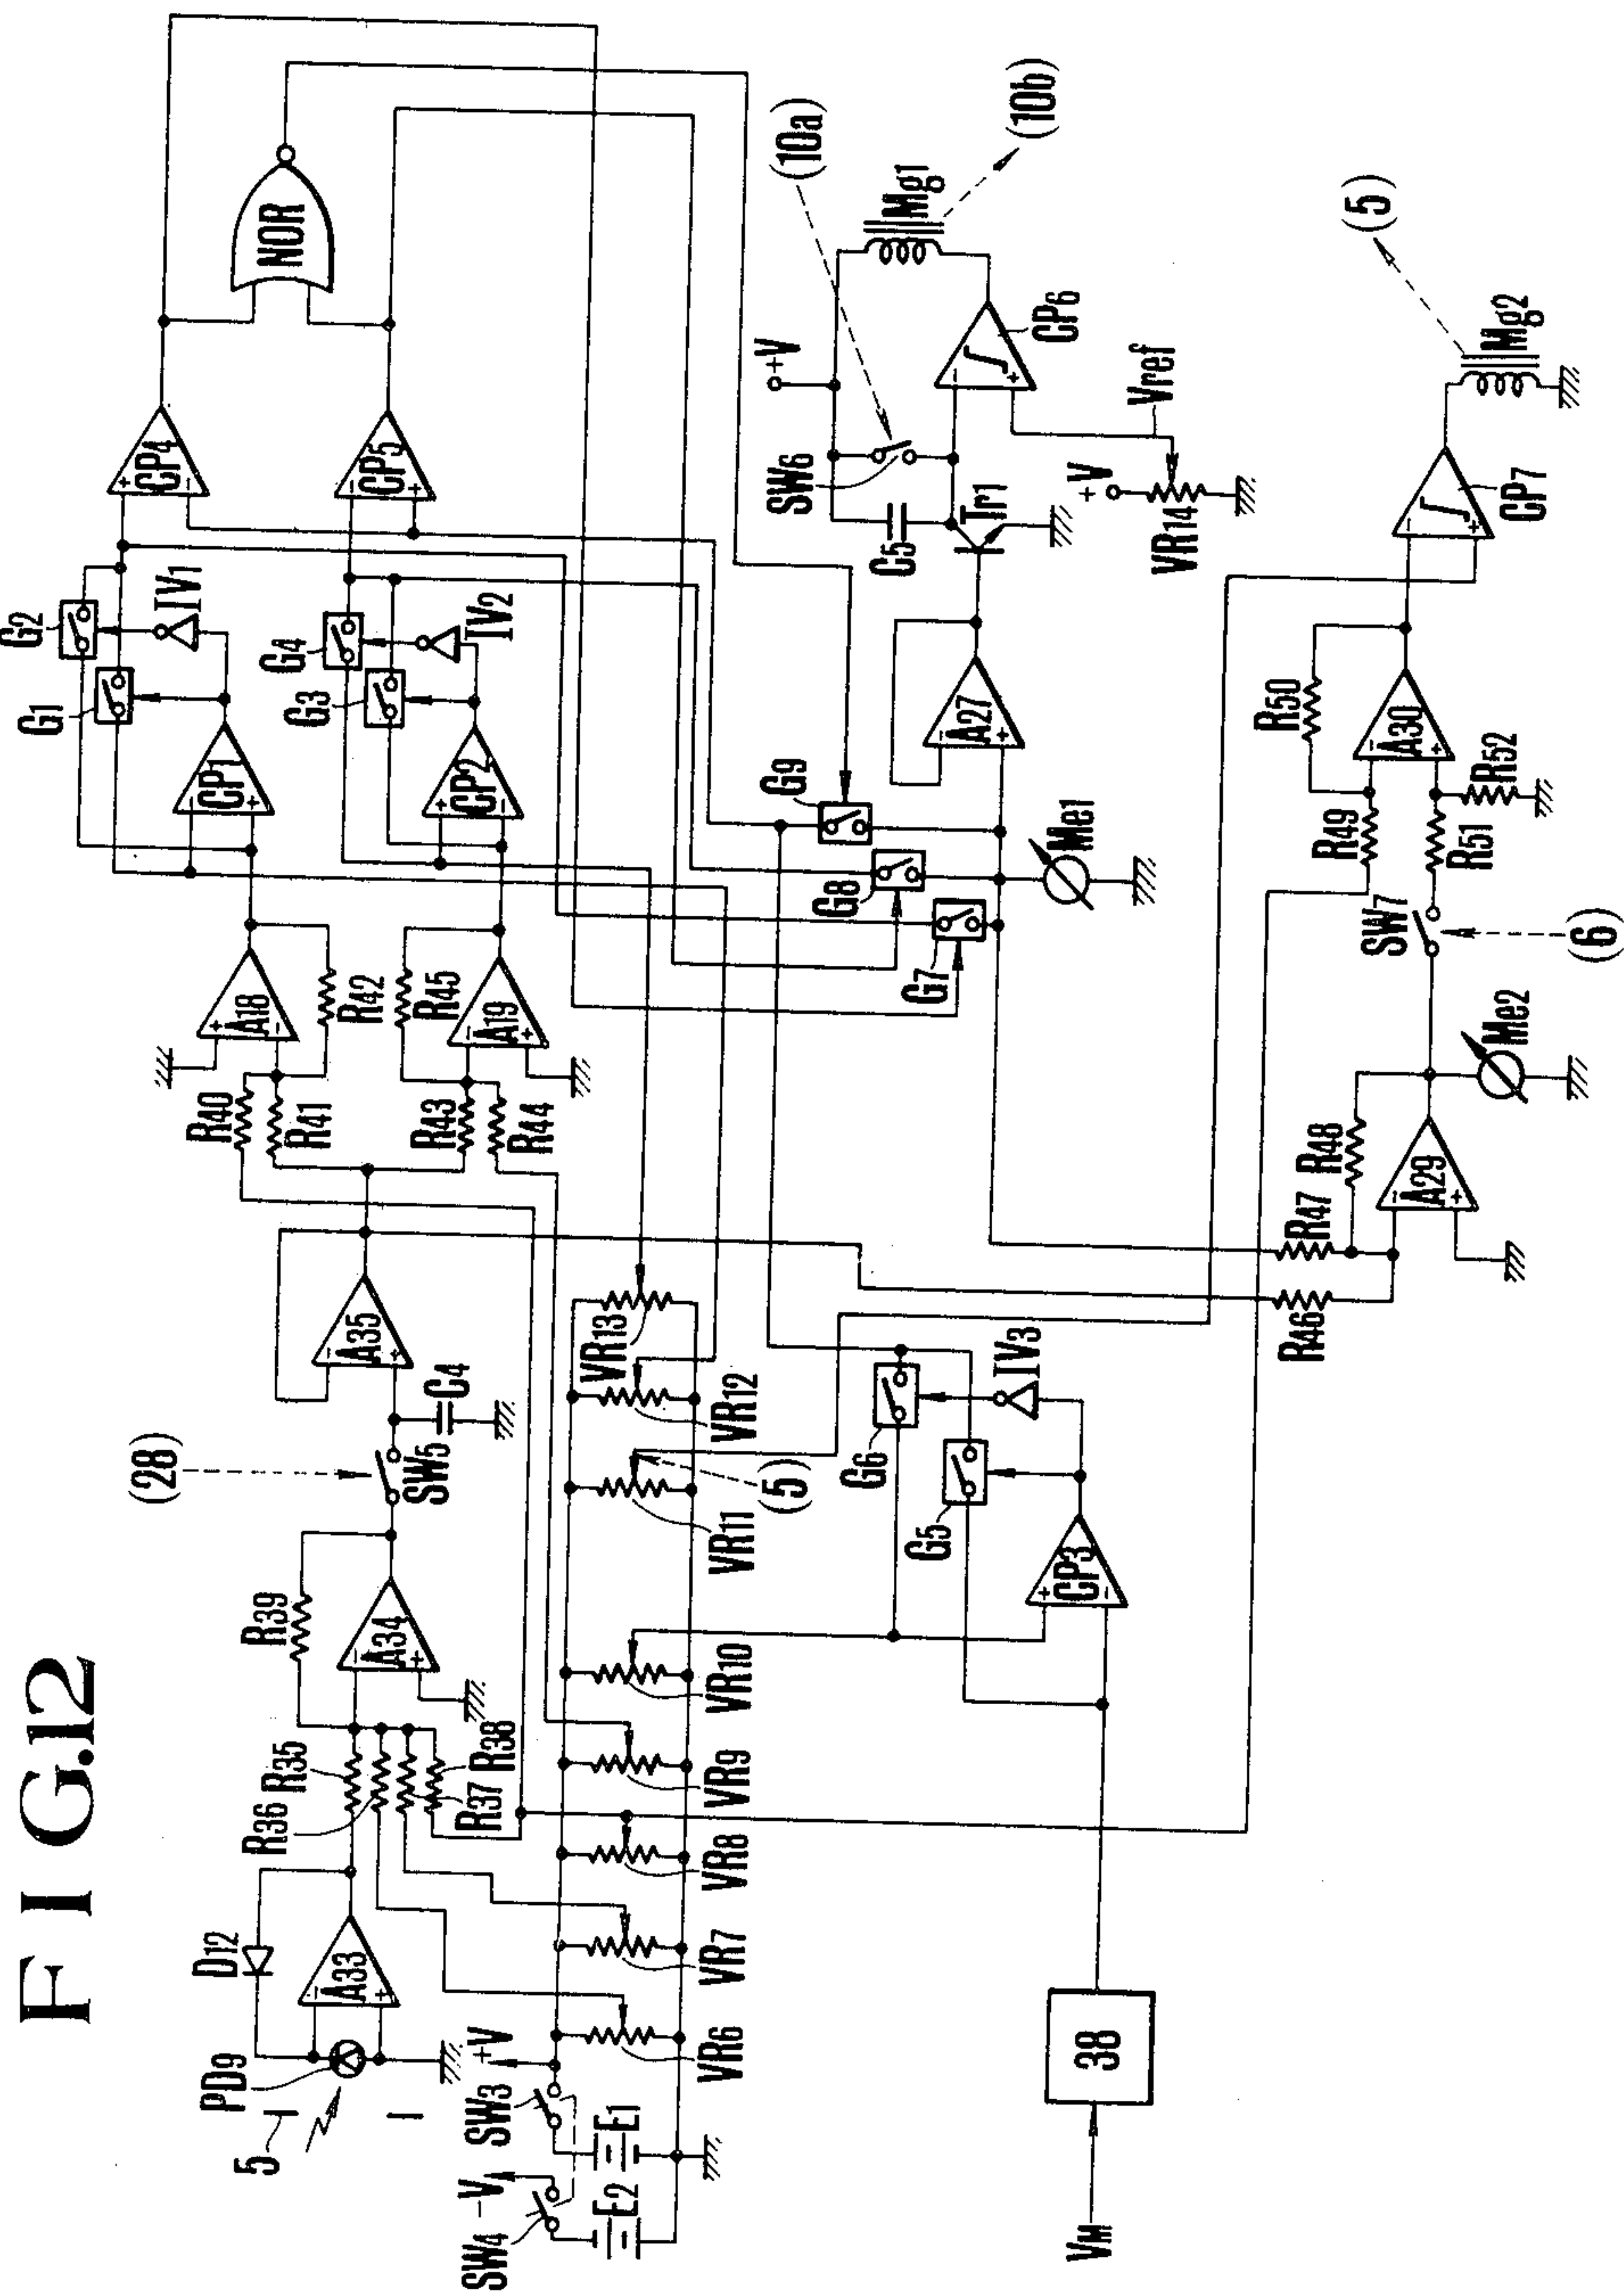 FIG.12
5
PD9
D12
A33
R36
R35
R37
R38
R39
A34
(28)
SW5
C4
A35
R40
R41
A18
R42
R43
R44
R45
A19
G1
G2
CP1
IV1
G3
G4
CP2
IV2
CP4
CP5
NOR
SW4
-V
E2
SW3
+V
E1
VR6
VR7
VR8
VR9
VR10
VR11
(5)
VR12
VR13
VM
38
CP3
G5
G6
IV3
G7
G8
G9
Me1
A27
C5
Tr1
SW6
+V
(10a)
Mg1
(10b)
CP6
Vref
+V
VR14
R46
R47
R48
A29
Me2
SW7
(6)
R49
R50
R51
R52
A30
CP7
Mg2
(5)